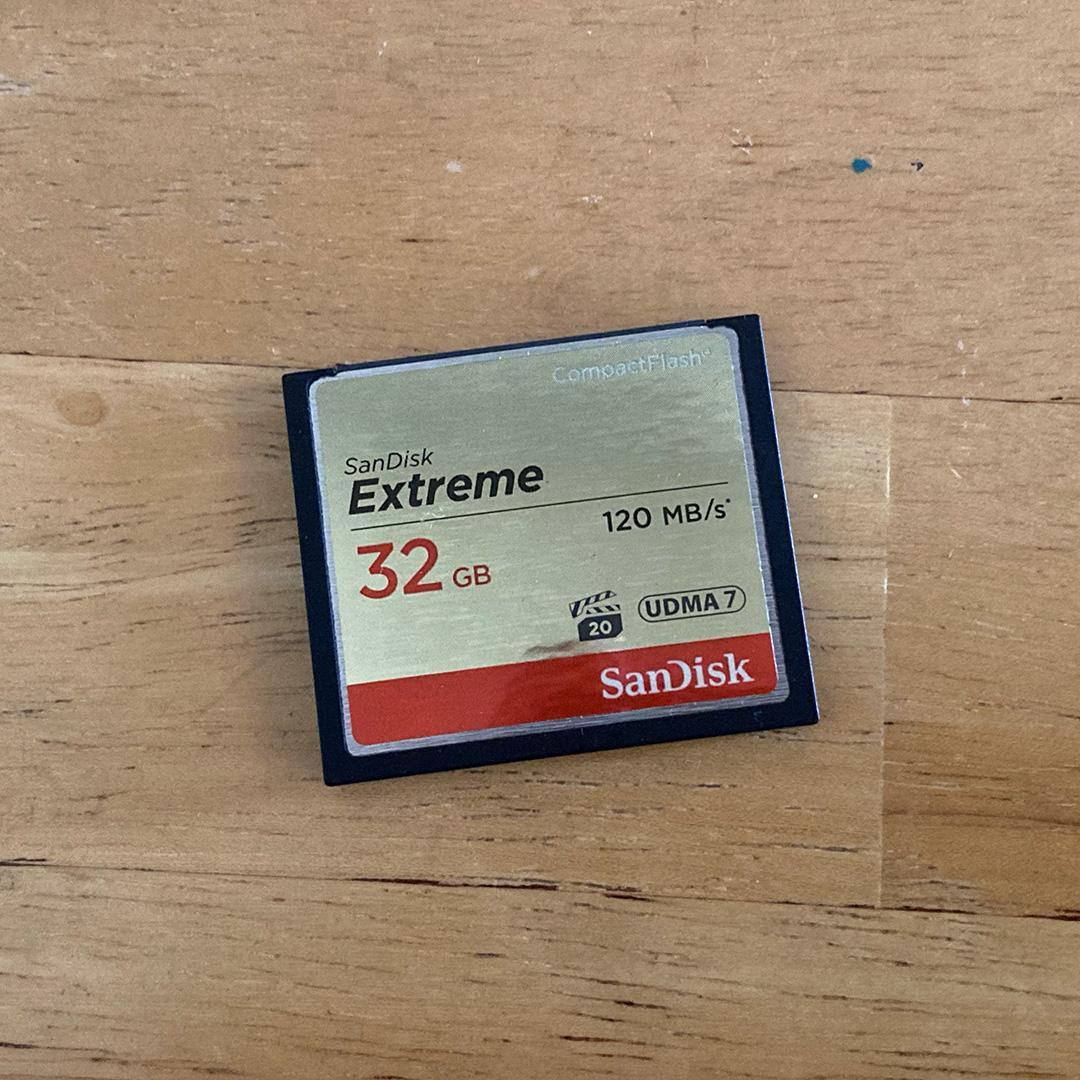 CompactFlash®
SanDisk
Extreme
120 MB/s*
32 GB
20
UDMA 7
SanDisk